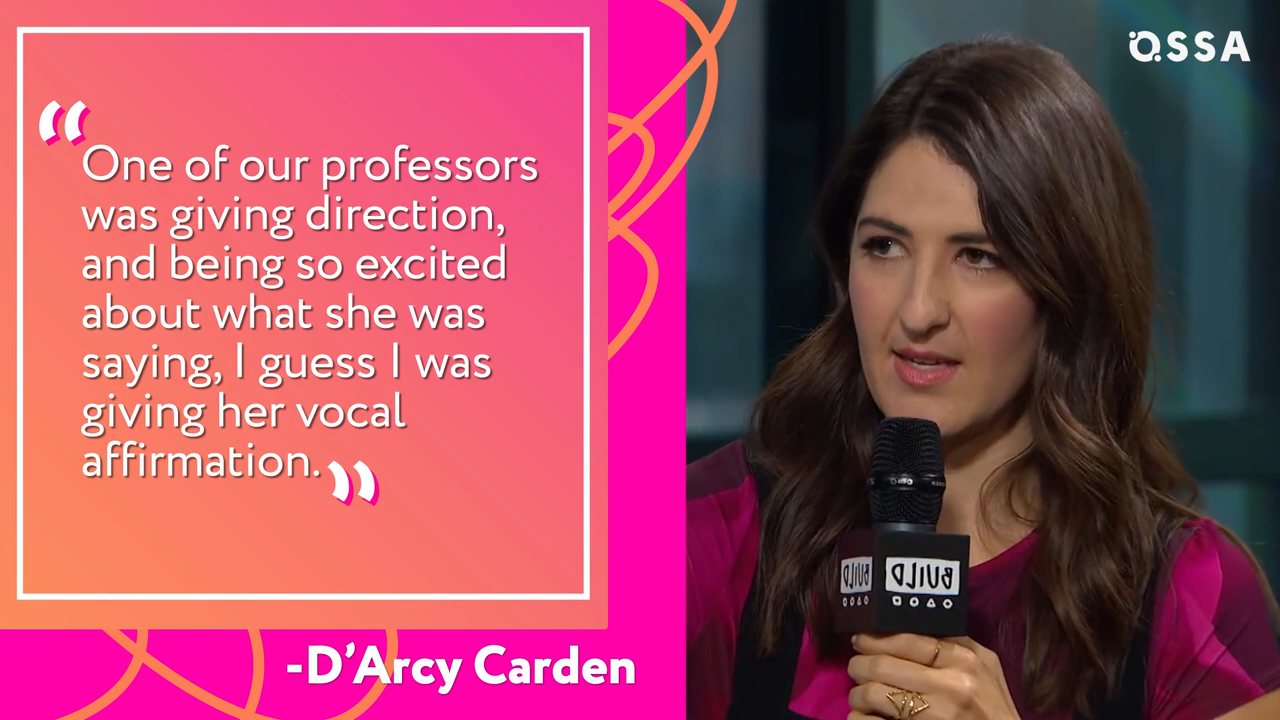 ossa
“One of our professors
was giving direction,
and being so excited
about what she was
saying, I guess I was
giving her vocal
affirmation.”
-D’Arcy Carden
BUILD
BUILD